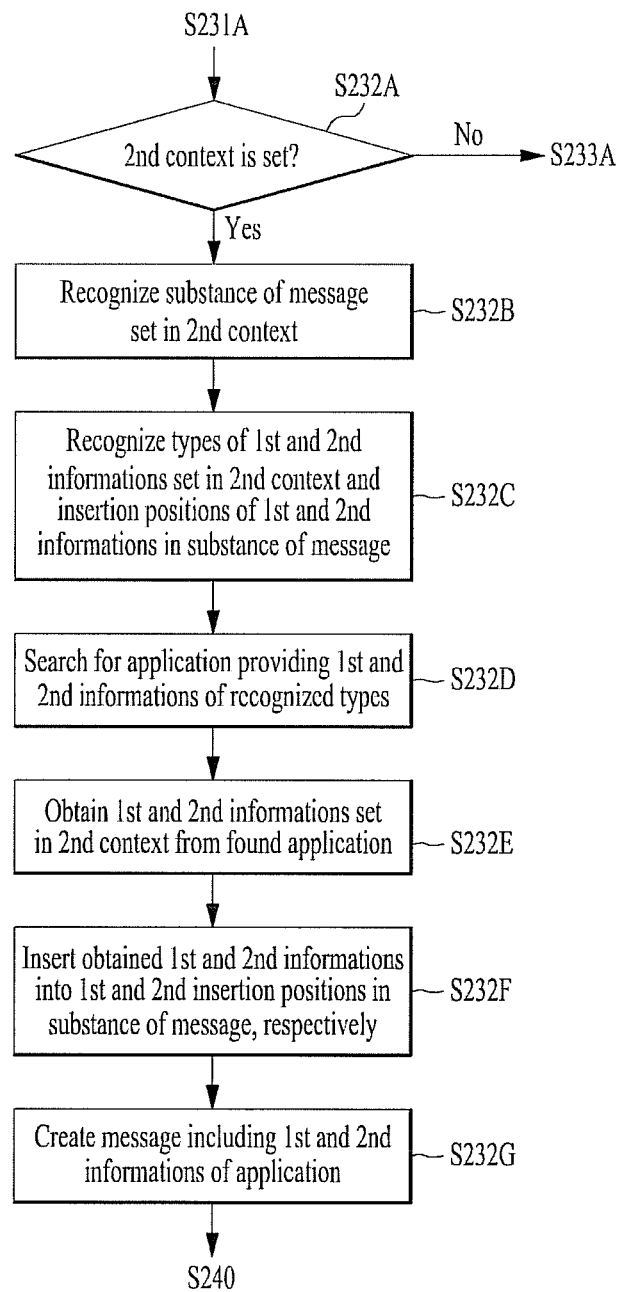 S231A
S232A
2nd context is set?
No
S233A
Yes
Recognize substance of message
set in 2nd context
S232B
Recognize types of 1st and 2nd
informations set in 2nd context and
insertion positions of 1st and 2nd
informations in substance of message
S232C
Search for application providing 1st and
2nd informations of recognized types
S232D
Obtain 1st and 2nd informations set
in 2nd context from found application
S232E
Insert obtained 1st and 2nd informations
into 1st and 2nd insertion positions in
substance of message, respectively
S232F
Create message including 1st and 2nd
informations of application
S232G
S240